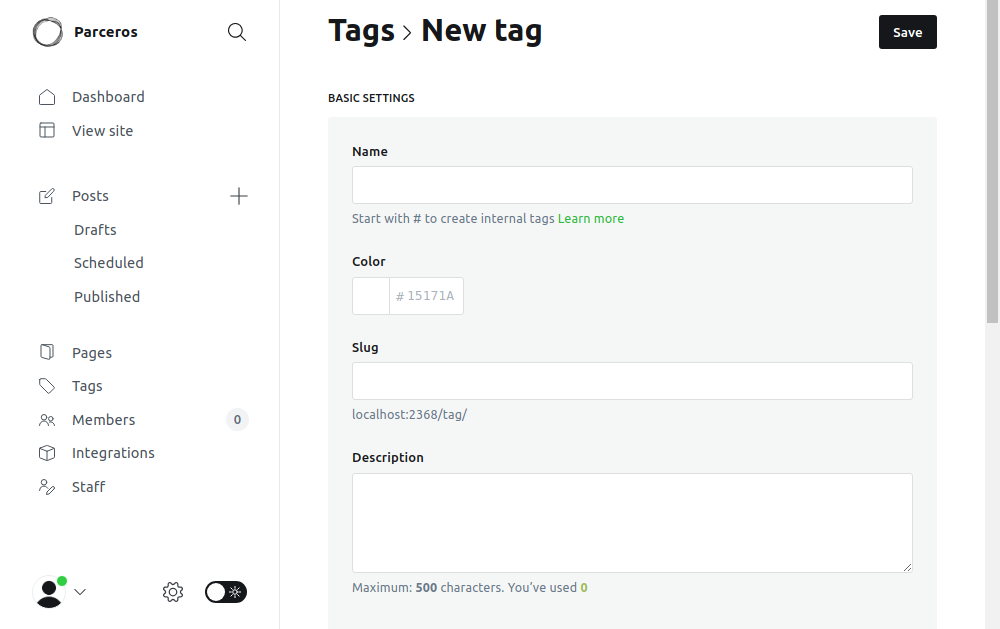 Parceros
Dashboard
View site
Posts
Drafts
Scheduled
Published
Pages
Tags
Members 0
Integrations
Staff
Tags › New tag
Save
BASIC SETTINGS
Name
Start with # to create internal tags Learn more
Color
# 15171A
Slug
localhost:2368/tag/
Description
Maximum: 500 characters. You’ve used 0